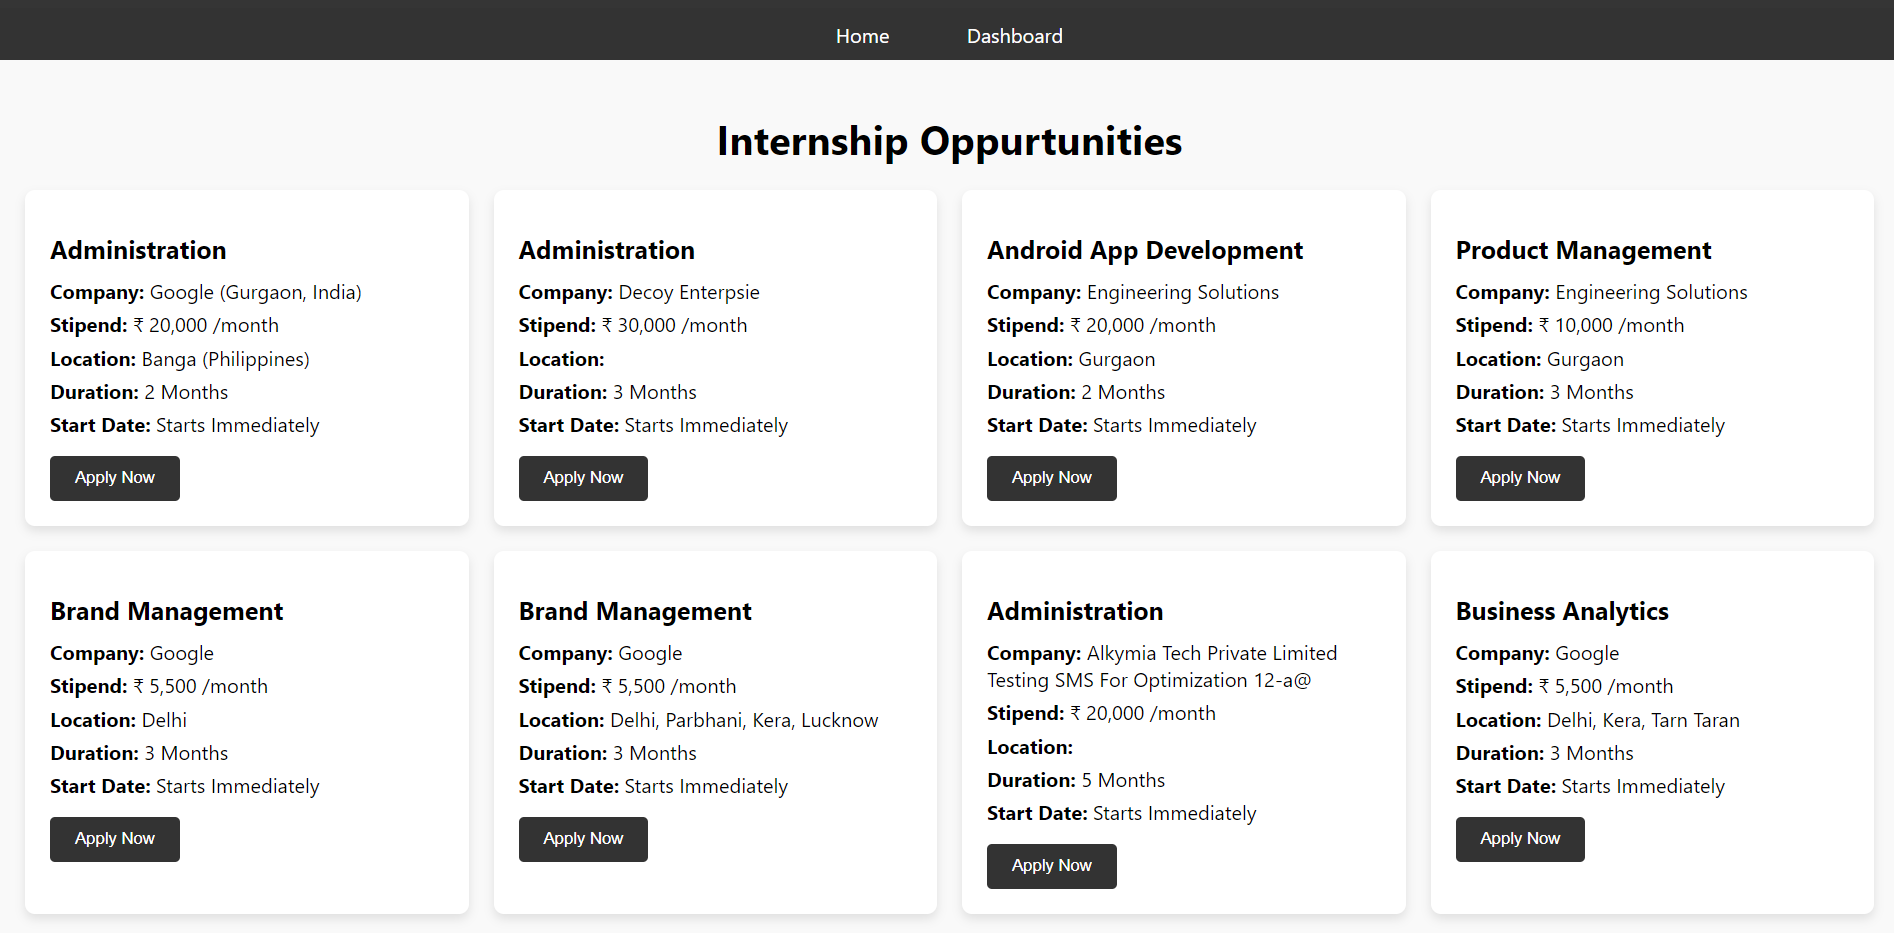 Home Dashboard
Internship Oppurtunities
Administration
Company: Google (Gurgaon, India)
Stipend: ₹ 20,000 /month
Location: Banga (Philippines)
Duration: 2 Months
Start Date: Starts Immediately
Apply Now
Administration
Company: Decoy Enterpsie
Stipend: ₹ 30,000 /month
Location:
Duration: 3 Months
Start Date: Starts Immediately
Apply Now
Android App Development
Company: Engineering Solutions
Stipend: ₹ 20,000 /month
Location: Gurgaon
Duration: 2 Months
Start Date: Starts Immediately
Apply Now
Product Management
Company: Engineering Solutions
Stipend: ₹ 10,000 /month
Location: Gurgaon
Duration: 3 Months
Start Date: Starts Immediately
Apply Now
Brand Management
Company: Google
Stipend: ₹ 5,500 /month
Location: Delhi
Duration: 3 Months
Start Date: Starts Immediately
Apply Now
Brand Management
Company: Google
Stipend: ₹ 5,500 /month
Location: Delhi, Parbhani, Kera, Lucknow
Duration: 3 Months
Start Date: Starts Immediately
Apply Now
Administration
Company: Alkymia Tech Private Limited
Testing SMS For Optimization 12-a@
Stipend: ₹ 20,000 /month
Location:
Duration: 5 Months
Start Date: Starts Immediately
Apply Now
Business Analytics
Company: Google
Stipend: ₹ 5,500 /month
Location: Delhi, Kera, Tarn Taran
Duration: 3 Months
Start Date: Starts Immediately
Apply Now